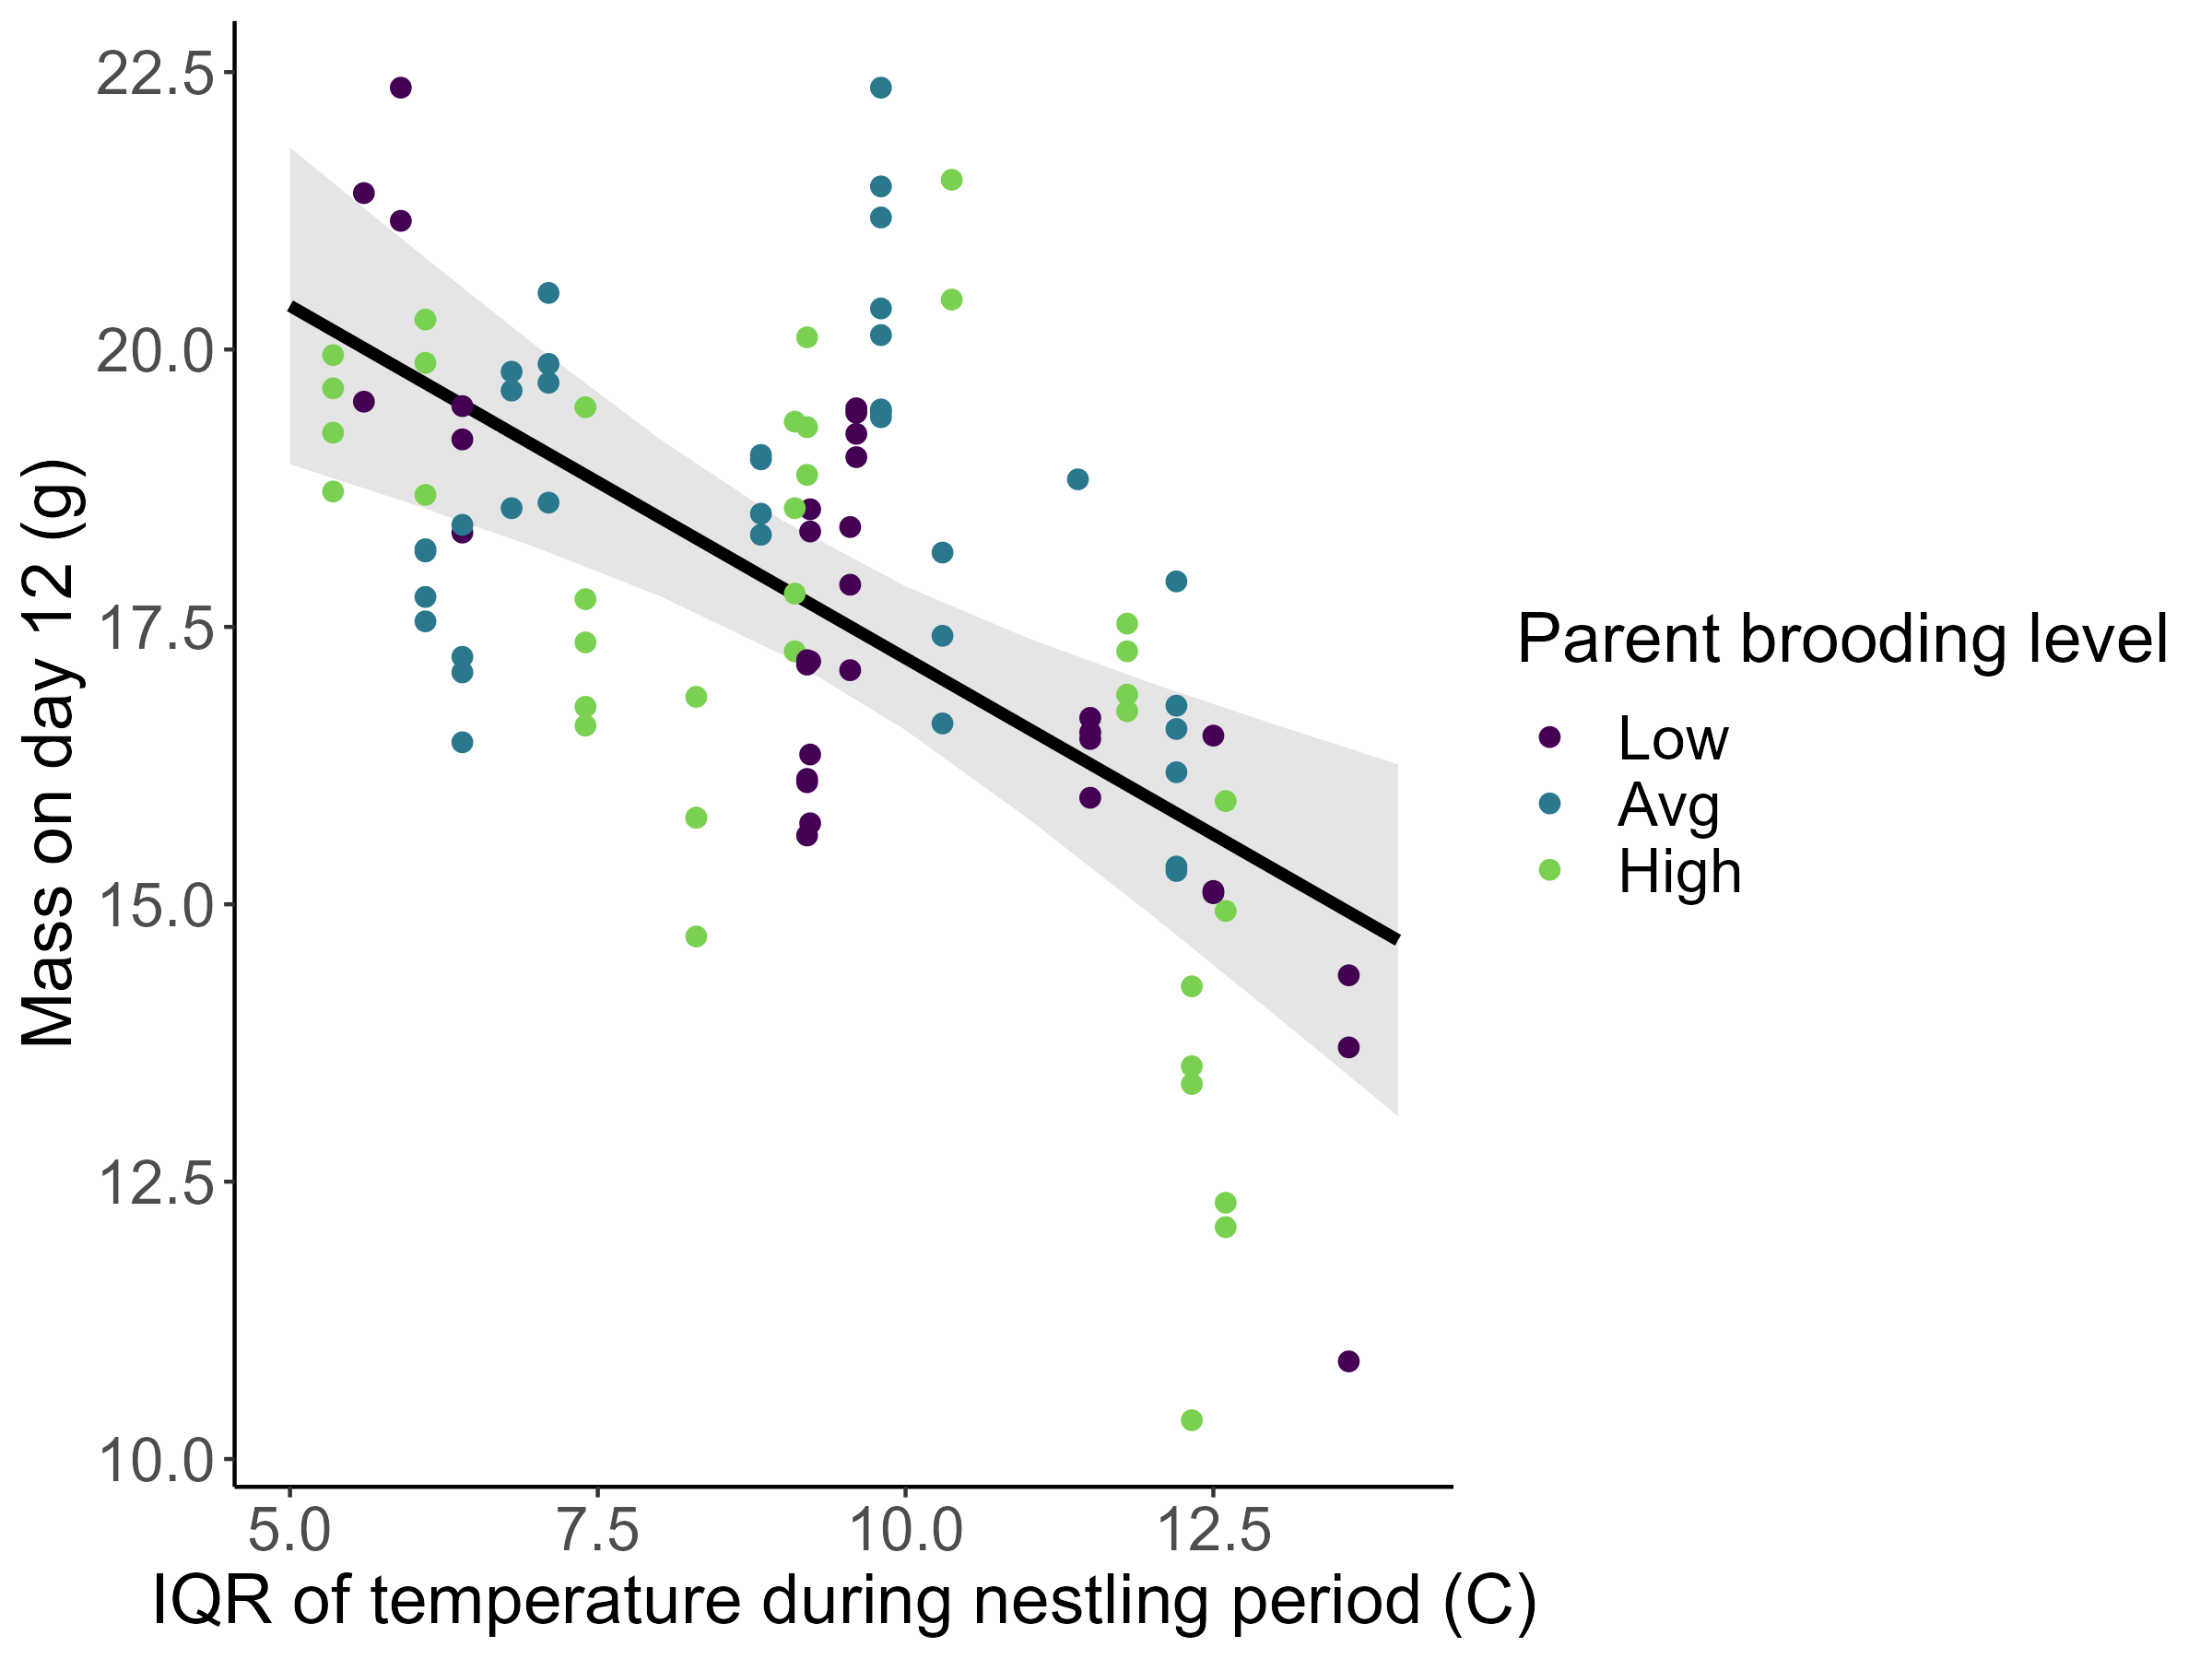 22.5
20.0
17.5
15.0
12.5
10.0
Mass on day 12 (g)
5.0 7.5 10.0 12.5
IQR of temperature during nestling period (C)
Parent brooding level
Low
Avg
High